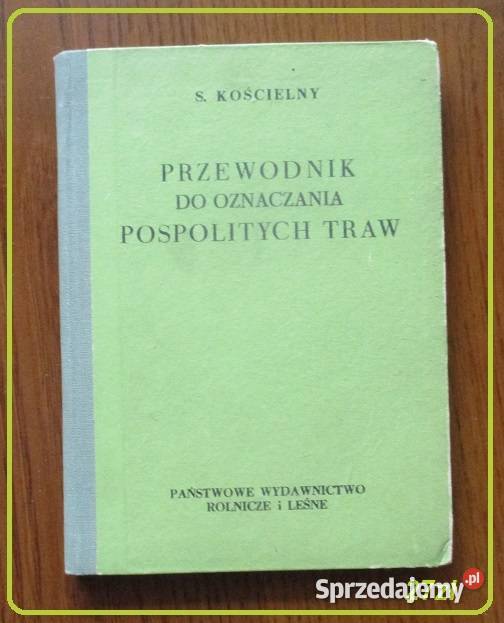 S. KOŚCIELNY
PRZEWODNIK
DO OZNACZANIA
POSPOLITYCH TRAW
PAŃSTWOWE WYDAWNICTWO
ROLNICZE i LEŚNE
Sprzedajemy.pl